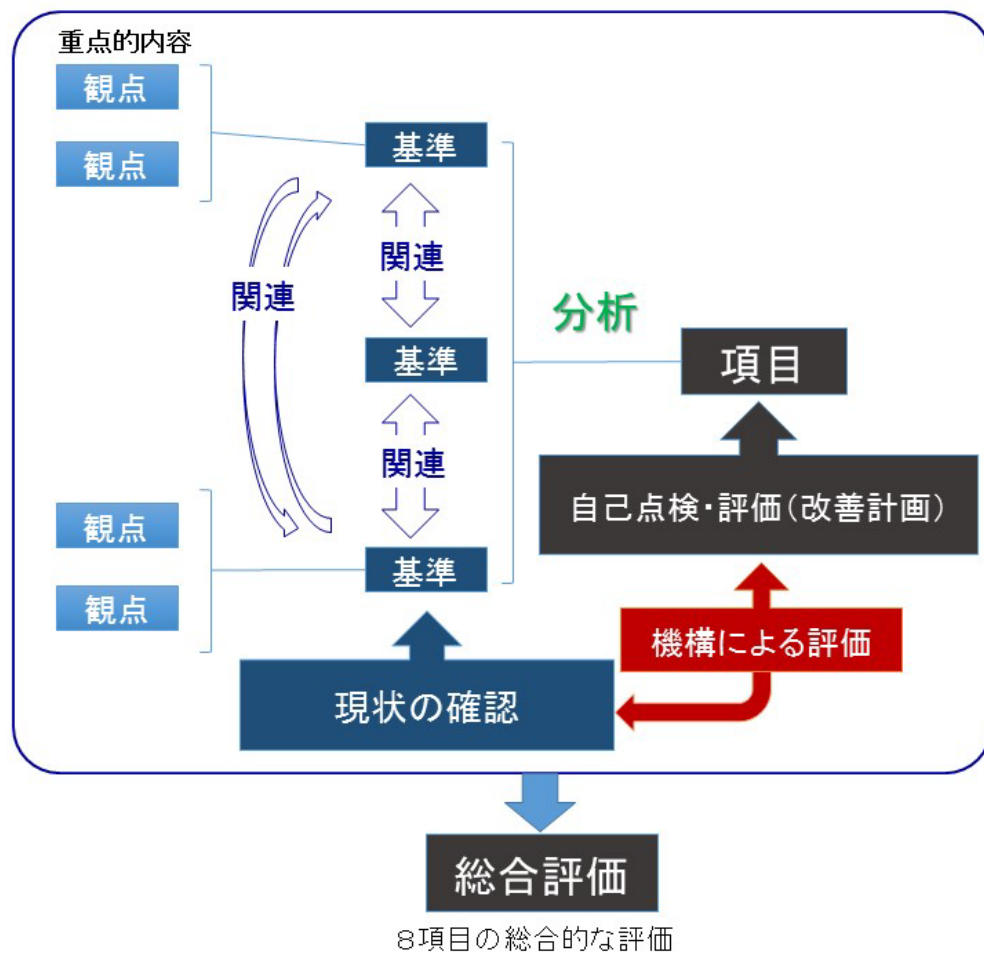 重点的内容
観点
観点
基準
関連
関連
分析
基準
項目
関連
観点
自己点検・評価(改善計画)
基準
観点
機構による評価
現状の確認
総合評価
8項目の総合的な評価